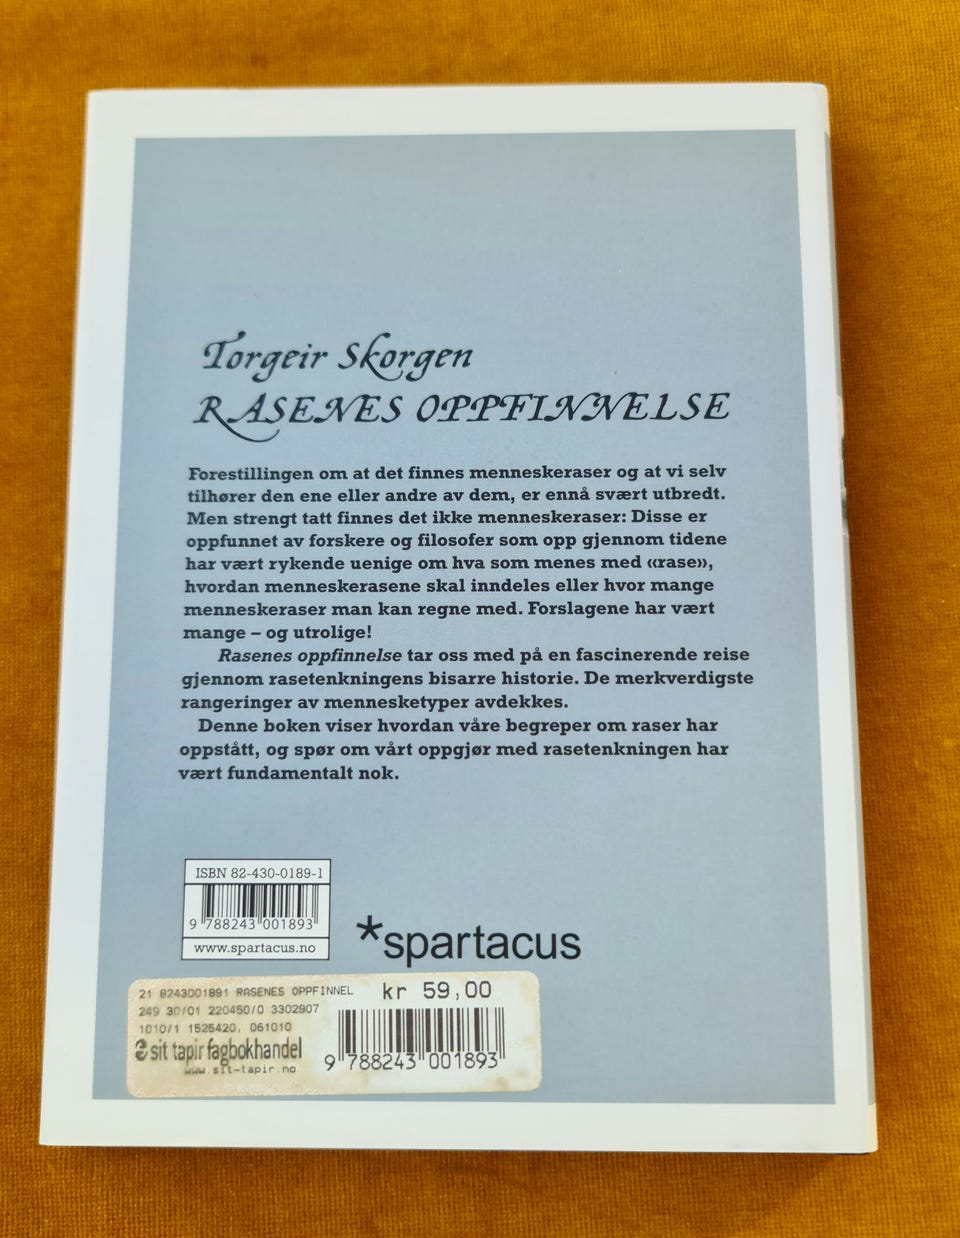 Torgeir Skorgen
RASENES OPPFINNELSE
Forestillingen om at det finnes menneskeraser og at vi selv
tilhører den ene eller andre av dem, er ennå svært utbredt.
Men strengt tatt finnes det ikke menneskeraser: Disse er
oppfunnet av forskere og filosofer som opp gjennom tidene
har vært rykende uenige om hva som menes med «rase»,
hvordan menneskerasene skal inndeles eller hvor mange
menneskeraser man kan regne med. Forslagene har vært
mange – og utrolige!
Rasenes oppfinnelse tar oss med på en fascinerende reise
gjennom rasetenkningens bisarre historie. De merkverdigste
rangeringer av mennesketyper avdekkes.
Denne boken viser hvordan våre begreper om raser har
oppstått, og spør om vårt oppgjør med rasetenkningen har
vært fundamentalt nok.
ISBN 82-430-0189-1
9 788243 001893
www.spartacus.no
*spartacus
21 8243001891 RASENES OPPFINNEL
kr 59,00
249 30/01 220450/0 3302907
1010/1 1525420, 061010
sit tapir fagbokhandel
www.sit-tapir.no
9 788243 001893